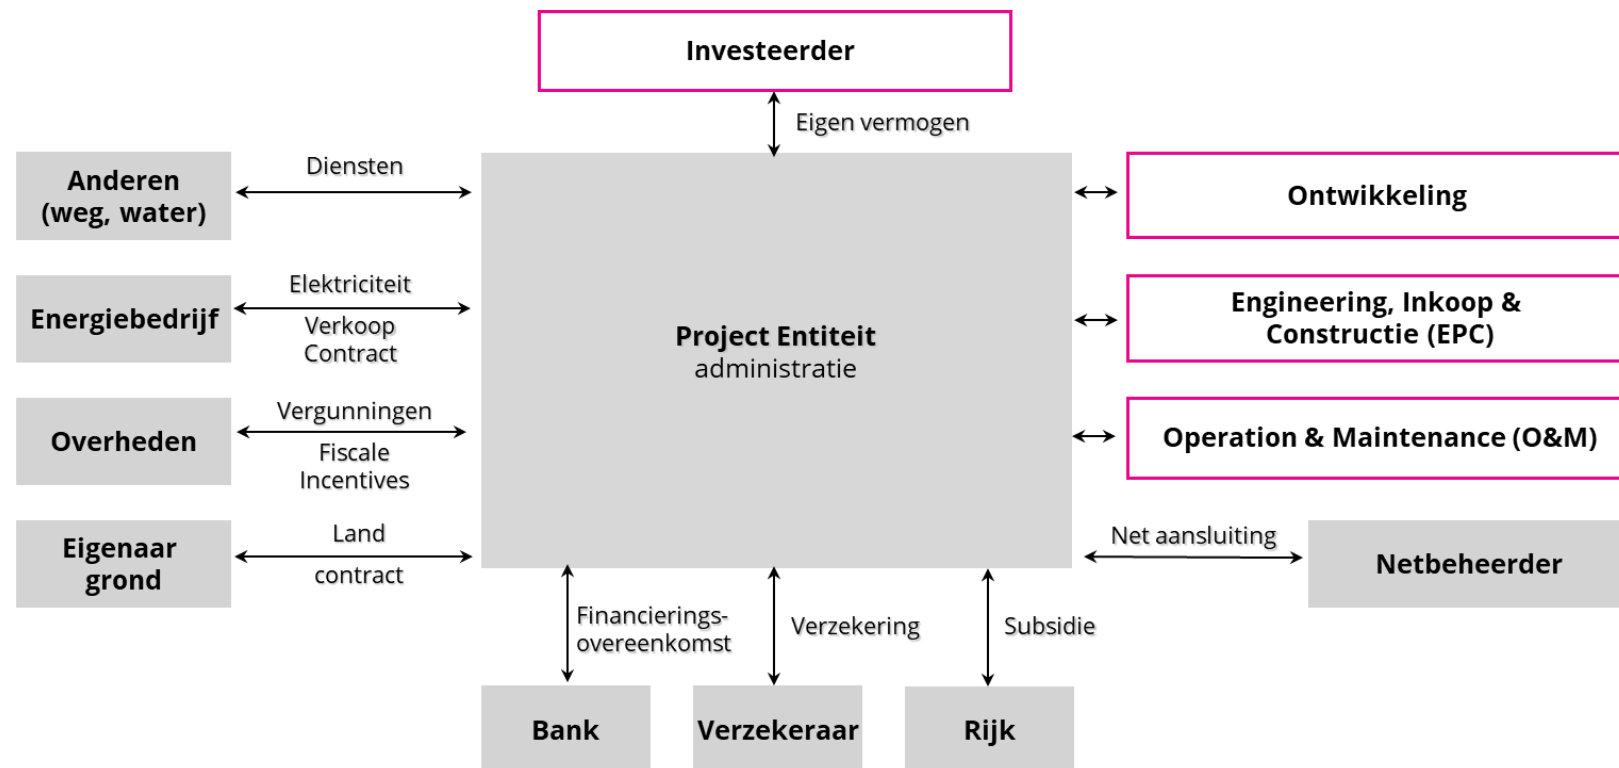 Investeerder
Eigen vermogen
Anderen
(weg, water)
Diensten
Ontwikkeling
Energiebedrijf
Elektriciteit
Verkoop
Contract
Project Entiteit
administratie
Engineering, Inkoop &
Constructie (EPC)
Overheden
Vergunningen
Fiscale
Incentives
Operation & Maintenance (O&M)
Eigenaar
grond
Land
contract
Net aansluiting
Netbeheerder
Financierings-
overeenkomst
Verzekering
Subsidie
Bank
Verzekeraar
Rijk